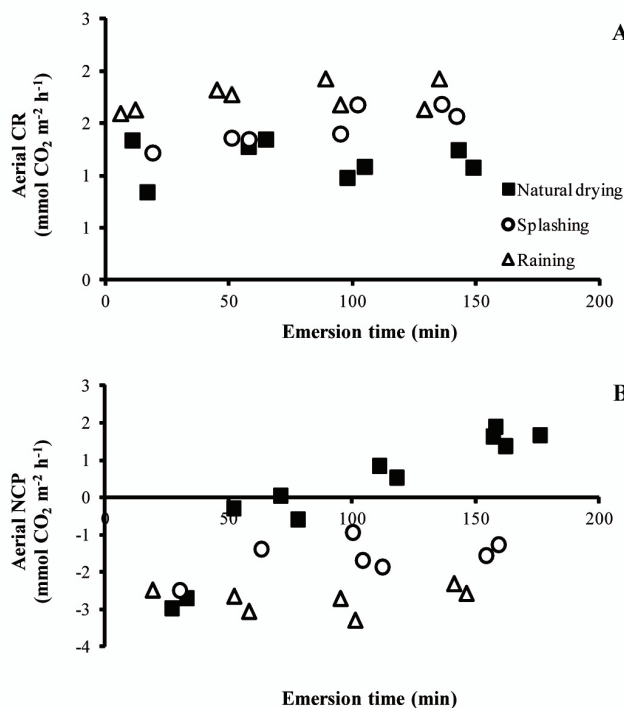 A
Aerial CR
(mmol CO₂ m⁻² h⁻¹)
3
2
2
1
1
0
0
50
100
150
200
Emersion time (min)
Natural drying
Splashing
Raining
B
Aerial NCP
(mmol CO₂ m⁻² h⁻¹)
3
2
1
0
-1
-2
-3
-4
0
50
100
150
200
Emersion time (min)